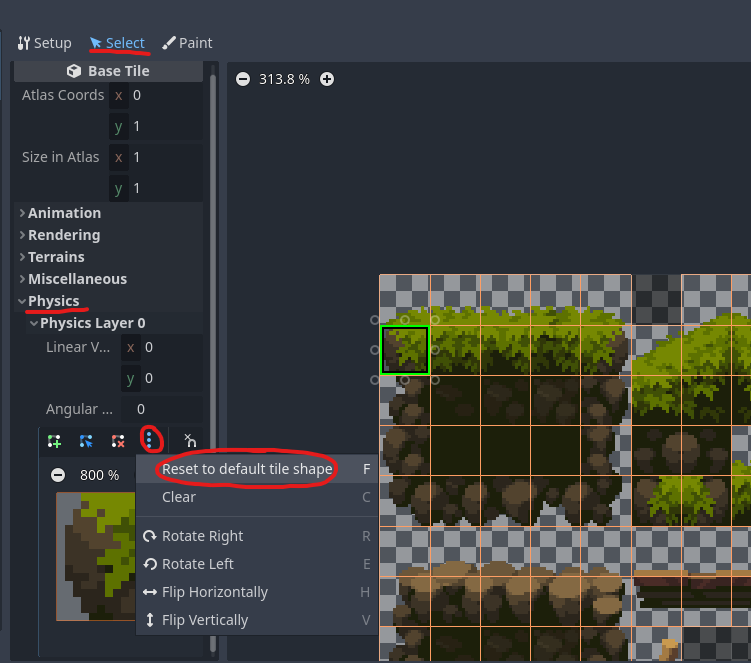 Setup Select Paint
Base Tile
313.8 %
Atlas Coords x 0
y 1
Size in Atlas x 1
y 1
Animation
Rendering
Terrains
Miscellaneous
Physics
Physics Layer 0
Linear V... x 0
y 0
Angular ... 0
800 %
Reset to default tile shape F
Clear C
Rotate Right R
Rotate Left E
Flip Horizontally H
Flip Vertically V